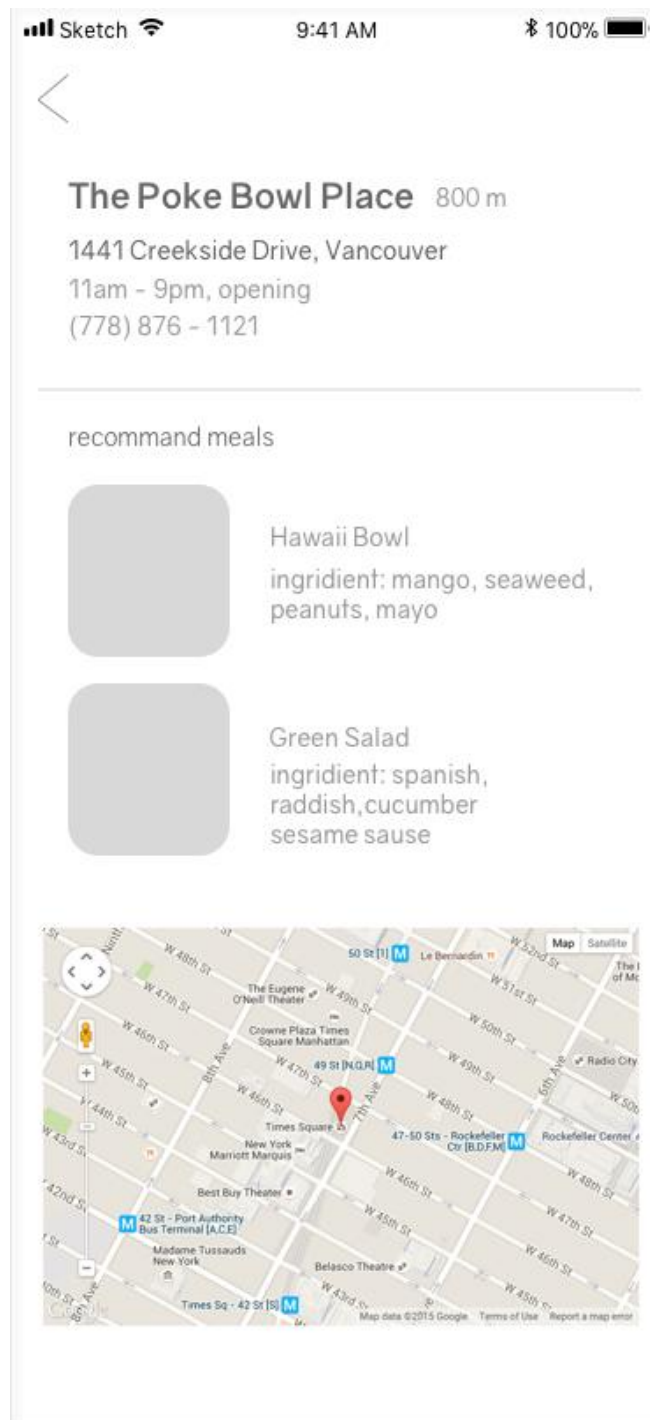 Sketch 9:41 AM 100%
The Poke Bowl Place 800 m
1441 Creekside Drive, Vancouver
11am - 9pm, opening
(778) 876 - 1121
recommand meals
Hawaii Bowl
ingridient: mango, seaweed,
peanuts, mayo
Green Salad
ingridient: spanish,
raddish,cucumber
sesame sause
Map Satellite
W 52nd St
50 St [1] M
Le Bernardin
W 48th St
W 51st St
W 47th St
The Eugene
O'Neill Theater
W 49th St
W 50th St
Crowne Plaza Times
Square Manhattan
W 46th St
8th Ave
W 47th St
49 St [N,Q,R] M
W 49th St
6th Ave
Radio City
W 45th St
W 46th St
7th Ave
W 48th St
W 44th St
Times Square
47-50 Sts - Rockefeller
Ctr [B,D,F,M] M
Rockefeller Center
W 43rd St
New York
Marriott Marquis
W 46th St
W 48th St
Best Buy Theater
W 45th St
W 47th St
M 42 St - Port Authority
Bus Terminal [A,C,E]
Madame Tussauds
New York
Belasco Theatre
W 46th St
W 43rd St
W 45th St
Times Sq - 42 St [S] M
Google
Map data ©2015 Google Terms of Use Report a map error